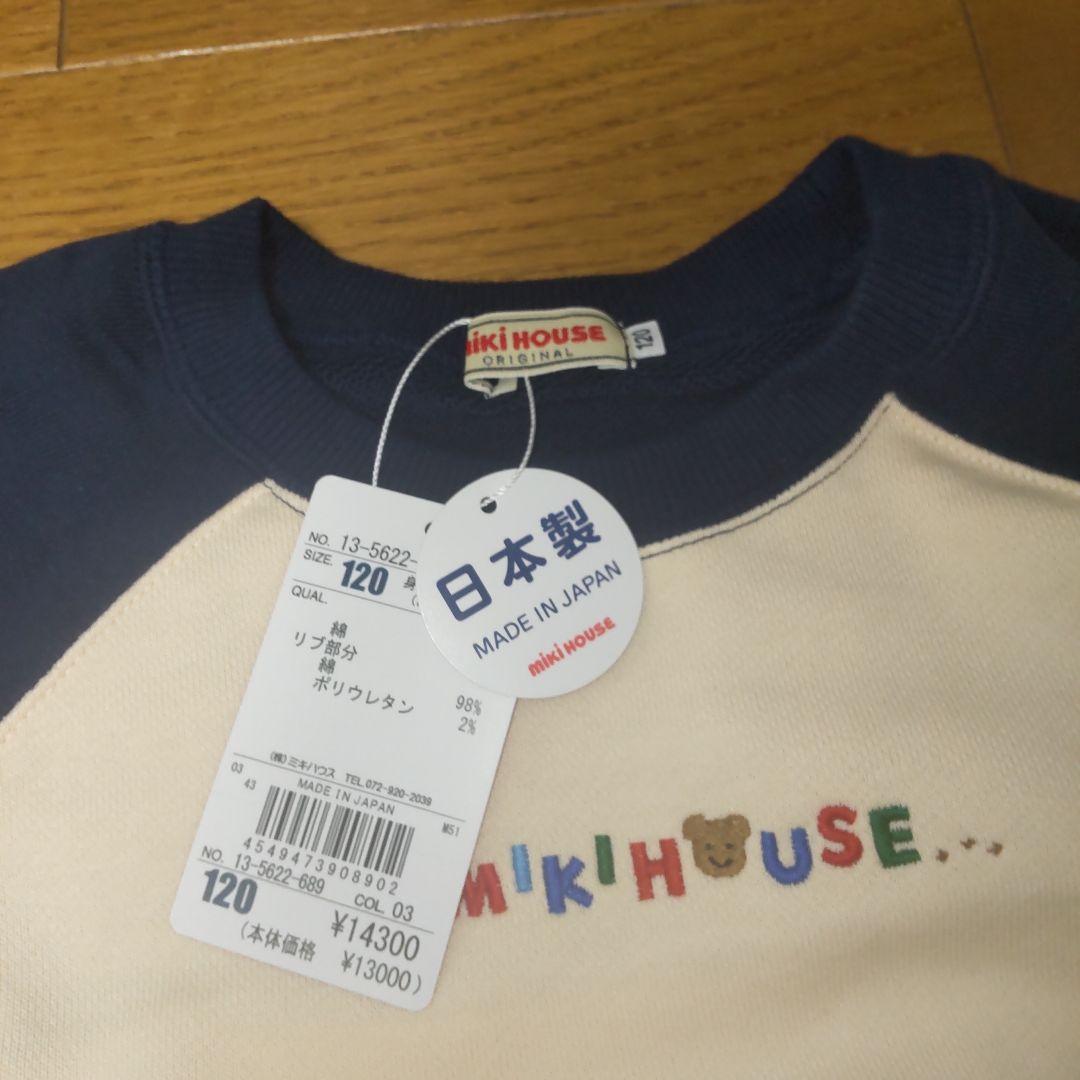 miKi HOUSE
ORIGINAL
120
日本製
MADE IN JAPAN
miKi HOUSE
NO. 13-5622-
SIZE. 120 身
QUAL.
綿
リブ部分
綿 98%
ポリウレタン 2%
(株)ミキハウス TEL.072-920-2039
MADE IN JAPAN
03
43
M51
4549473908902
NO. 13-5622-689
120 COL. 03
¥14300
(本体価格 ¥13000)
MIKIHOUSE...